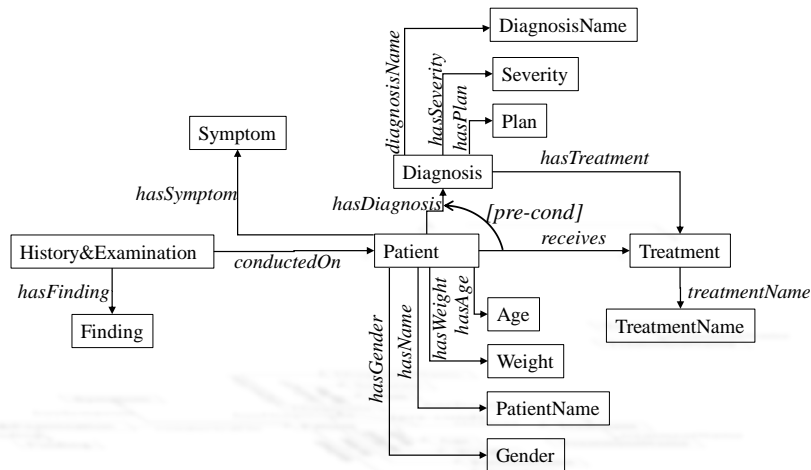 DiagnosisName
diagnosisName
hasSeverity
Severity
hasPlan
Plan
Symptom
hasSymptom
Diagnosis
hasTreatment
hasDiagnosis
[pre-cond]
History&Examination
conductedOn
Patient
receives
Treatment
hasFinding
Finding
treatmentName
TreatmentName
hasGender
hasName
hasWeight
hasAge
Age
Weight
PatientName
Gender